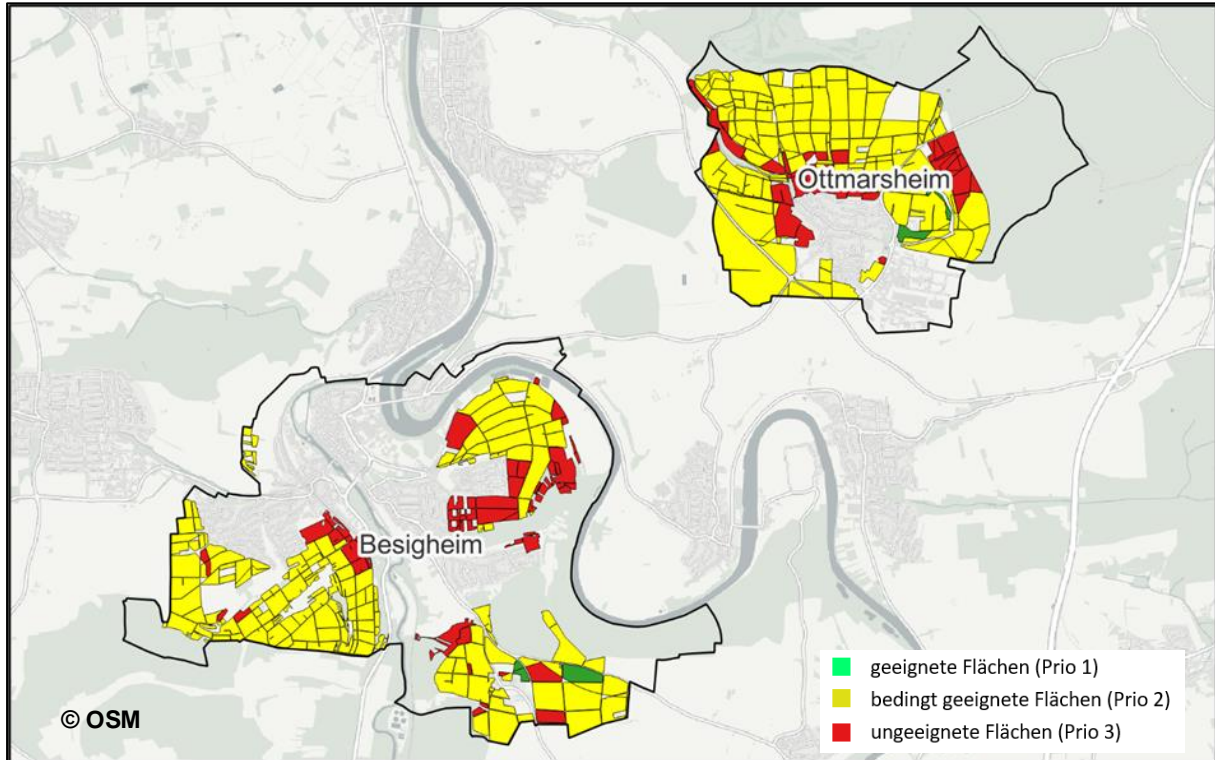 Ottmarsheim
Besigheim
© OSM
geeignete Flächen (Prio 1)
bedingt geeignete Flächen (Prio 2)
ungeeignete Flächen (Prio 3)